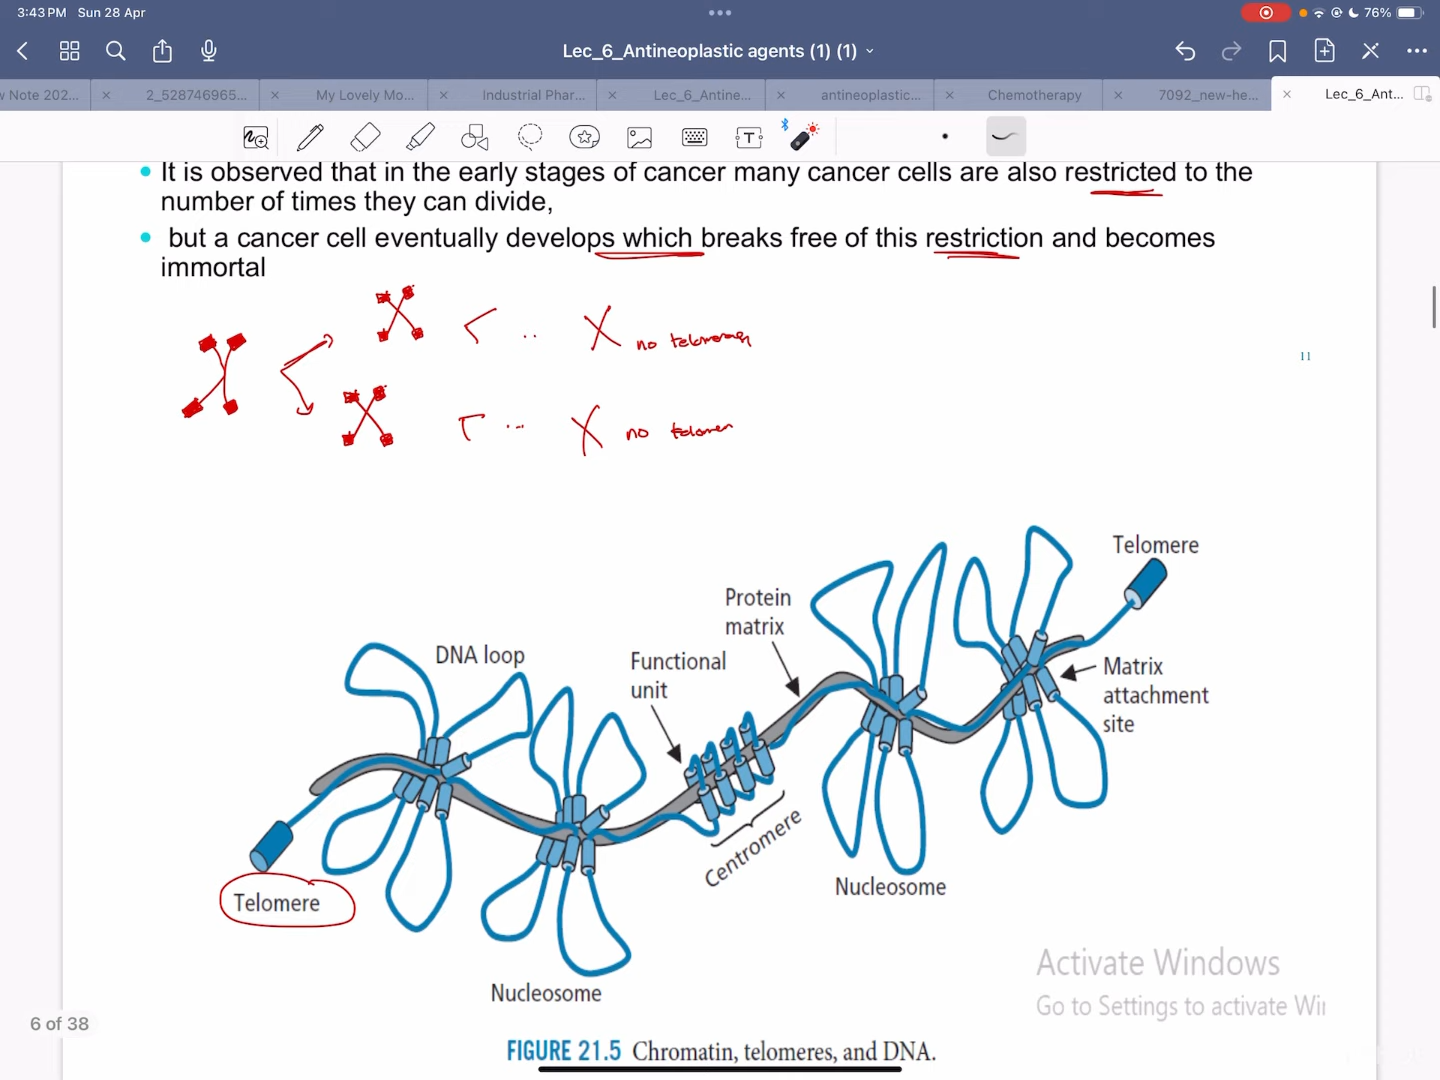 3:43 PM Sun 28 Apr
76%
Lec_6_Antineoplastic agents (1) (1)
w Note 202...
2_528746965...
My Lovely Mo...
Industrial Phar...
Lec_6_Antine...
antineoplastic...
Chemotherapy
7092_new-he...
Lec_6_Ant...
• It is observed that in the early stages of cancer many cancer cells are also restricted to the
number of times they can divide,
• but a cancer cell eventually develops which breaks free of this restriction and becomes
immortal
no
11
no telomer
Telomere
Protein
matrix
DNA loop
Functional
unit
Matrix
attachment
site
Centromere
Nucleosome
Telomere
Nucleosome
Activate Windows
Go to Settings to activate Win
6 of 38
FIGURE 21.5 Chromatin, telomeres, and DNA.